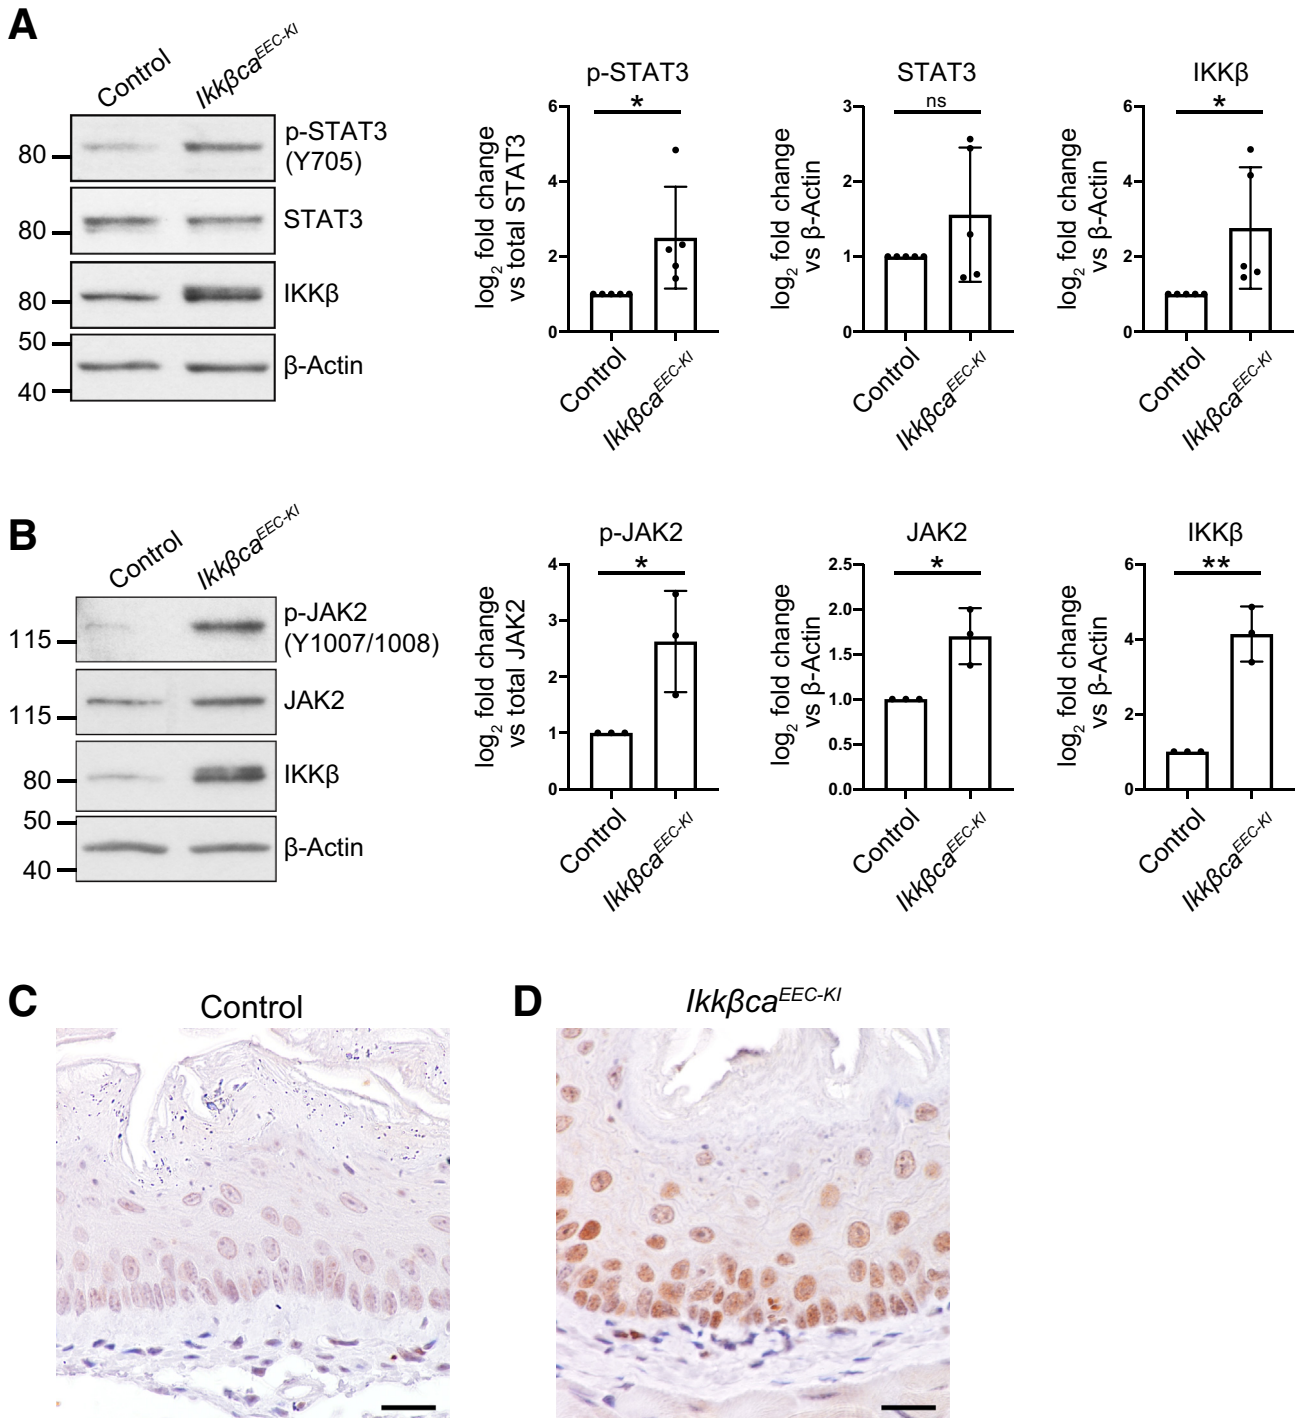 A
Control
Ikkβca^EEC-KI
80
p-STAT3
(Y705)
80
STAT3
80
IKKβ
50
40
β-Actin
p-STAT3
*
log₂ fold change
vs total STAT3
6
4
2
0
Control
Ikkβca^EEC-KI
STAT3
ns
log₂ fold change
vs β-Actin
3
2
1
0
Control
Ikkβca^EEC-KI
IKKβ
*
log₂ fold change
vs β-Actin
6
4
2
0
Control
Ikkβca^EEC-KI
B
Control
Ikkβca^EEC-KI
115
p-JAK2
(Y1007/1008)
115
JAK2
80
IKKβ
50
40
β-Actin
p-JAK2
*
log₂ fold change
vs total JAK2
4
3
2
1
0
Control
Ikkβca^EEC-KI
JAK2
*
log₂ fold change
vs β-Actin
2.5
2.0
1.5
1.0
0.5
0.0
Control
Ikkβca^EEC-KI
IKKβ
**
log₂ fold change
vs β-Actin
6
4
2
0
Control
Ikkβca^EEC-KI
C
Control
D
Ikkβca^EEC-KI